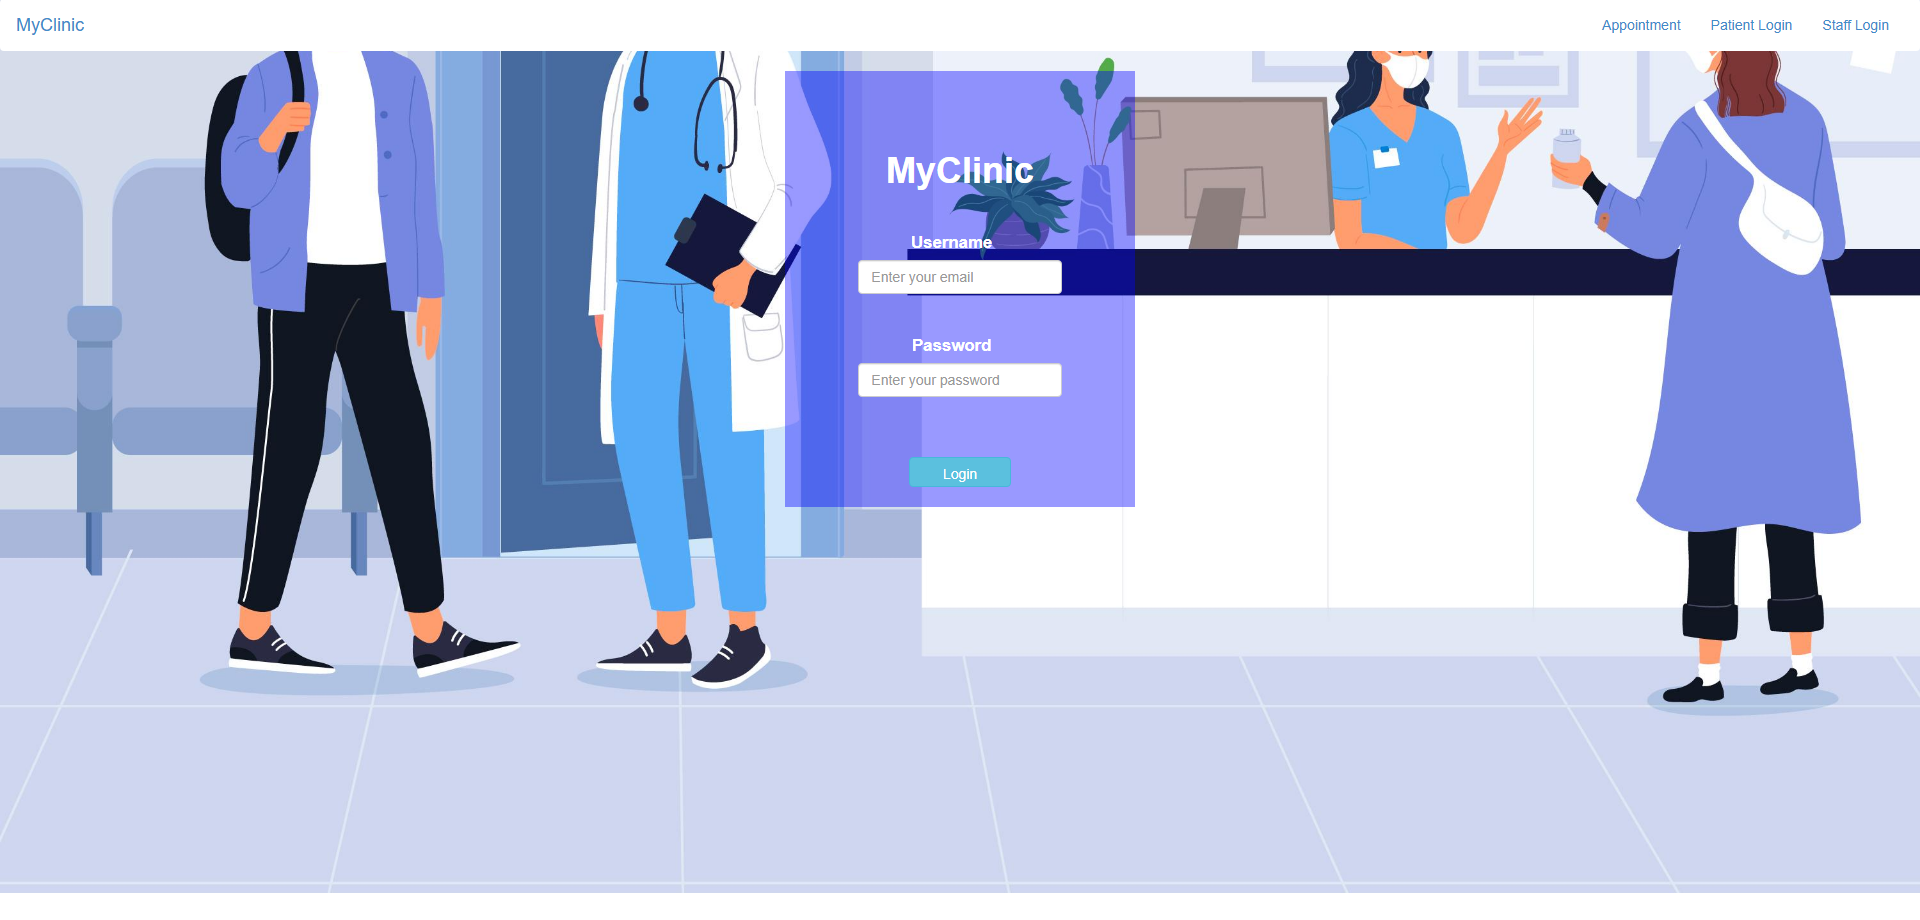 MyClinic
Appointment Patient Login Staff Login
MyClinic
Username
Enter your email
Password
Enter your password
Login